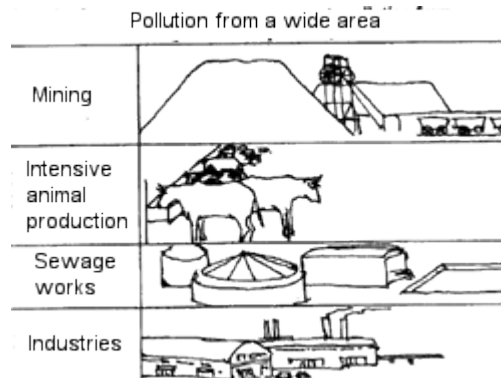 Pollution from a wide area
Mining
Intensive
animal
production
Sewage
works
Industries